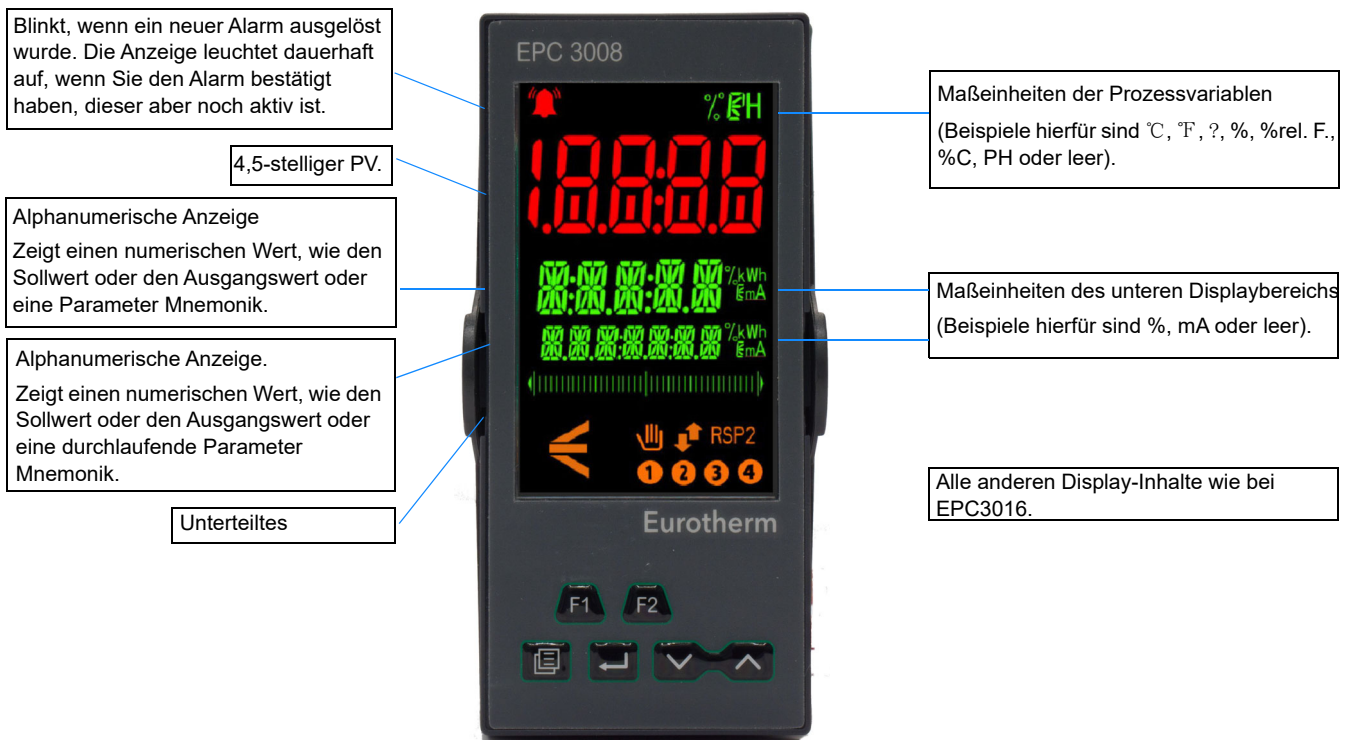 Blinkt, wenn ein neuer Alarm ausgelöst
wurde. Die Anzeige leuchtet dauerhaft
auf, wenn Sie den Alarm bestätigt
haben, dieser aber noch aktiv ist.
4,5-stelliger PV.
Alphanumerische Anzeige
Zeigt einen numerischen Wert, wie den
Sollwert oder den Ausgangswert oder
eine Parameter Mnemonik.
Alphanumerische Anzeige.
Zeigt einen numerischen Wert, wie den
Sollwert oder den Ausgangswert oder
eine durchlaufende Parameter
Mnemonik.
Unterteiltes
EPC 3008
%H
18.8:8.8
%kWh
mA
%kWh
mA
RSP2
1 2 3 4
Eurotherm
F1 F2
Maßeinheiten der Prozessvariablen
(Beispiele hierfür sind ℃, ℉, ?, %, %rel. F.,
%C, PH oder leer).
Maßeinheiten des unteren Displaybereichs
(Beispiele hierfür sind %, mA oder leer).
Alle anderen Display-Inhalte wie bei
EPC3016.